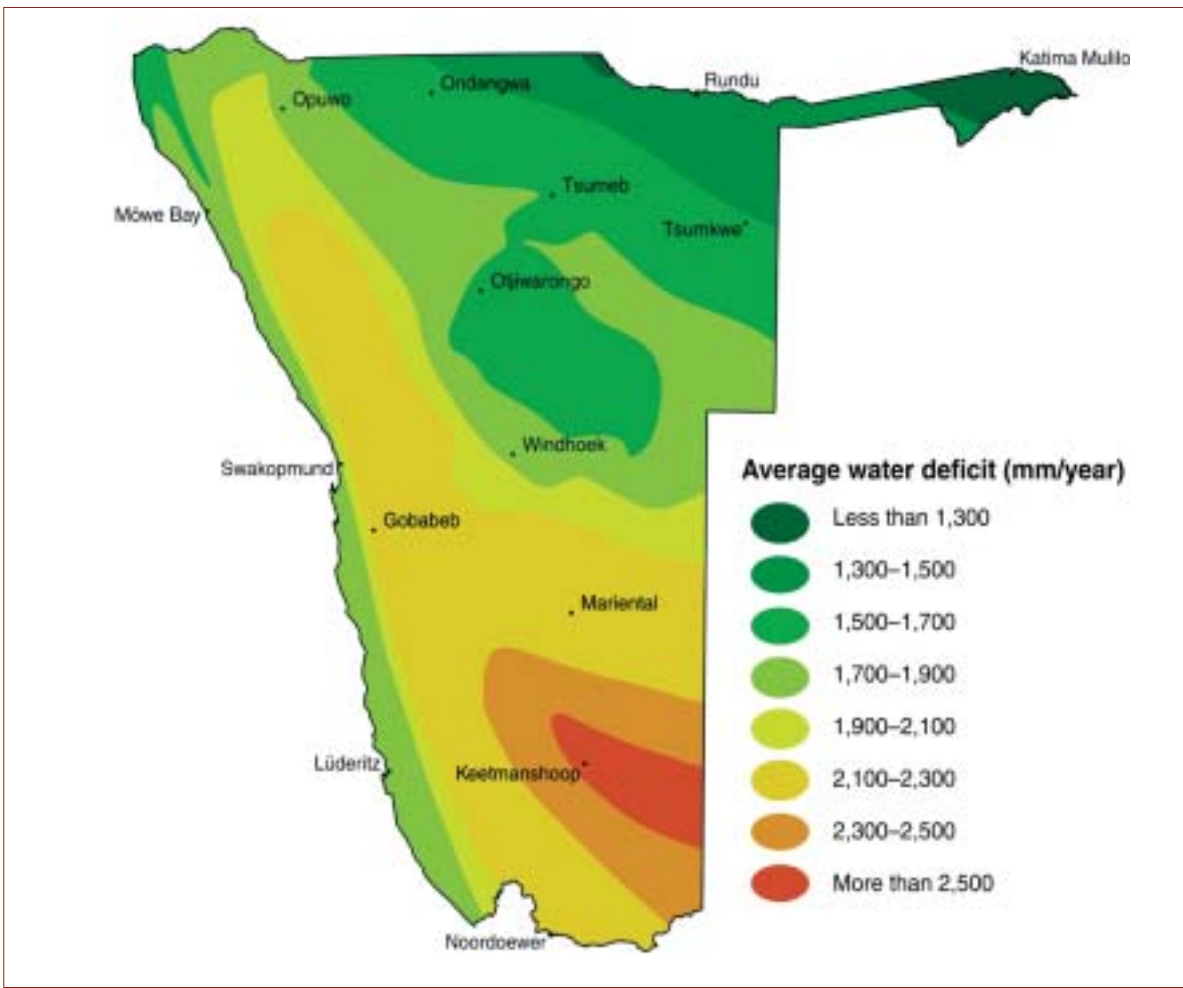 Katima Mulilo
Rundu
Ondangwa
Opuwo
Tsumeb
Möwe Bay
Tsumkwe
Otjiwarongo
Windhoek
Swakopmund
Gobabeb
Mariental
Lüderitz
Keetmanshoop
Noordoewer
Average water deficit (mm/year)
Less than 1,300
1,300–1,500
1,500–1,700
1,700–1,900
1,900–2,100
2,100–2,300
2,300–2,500
More than 2,500